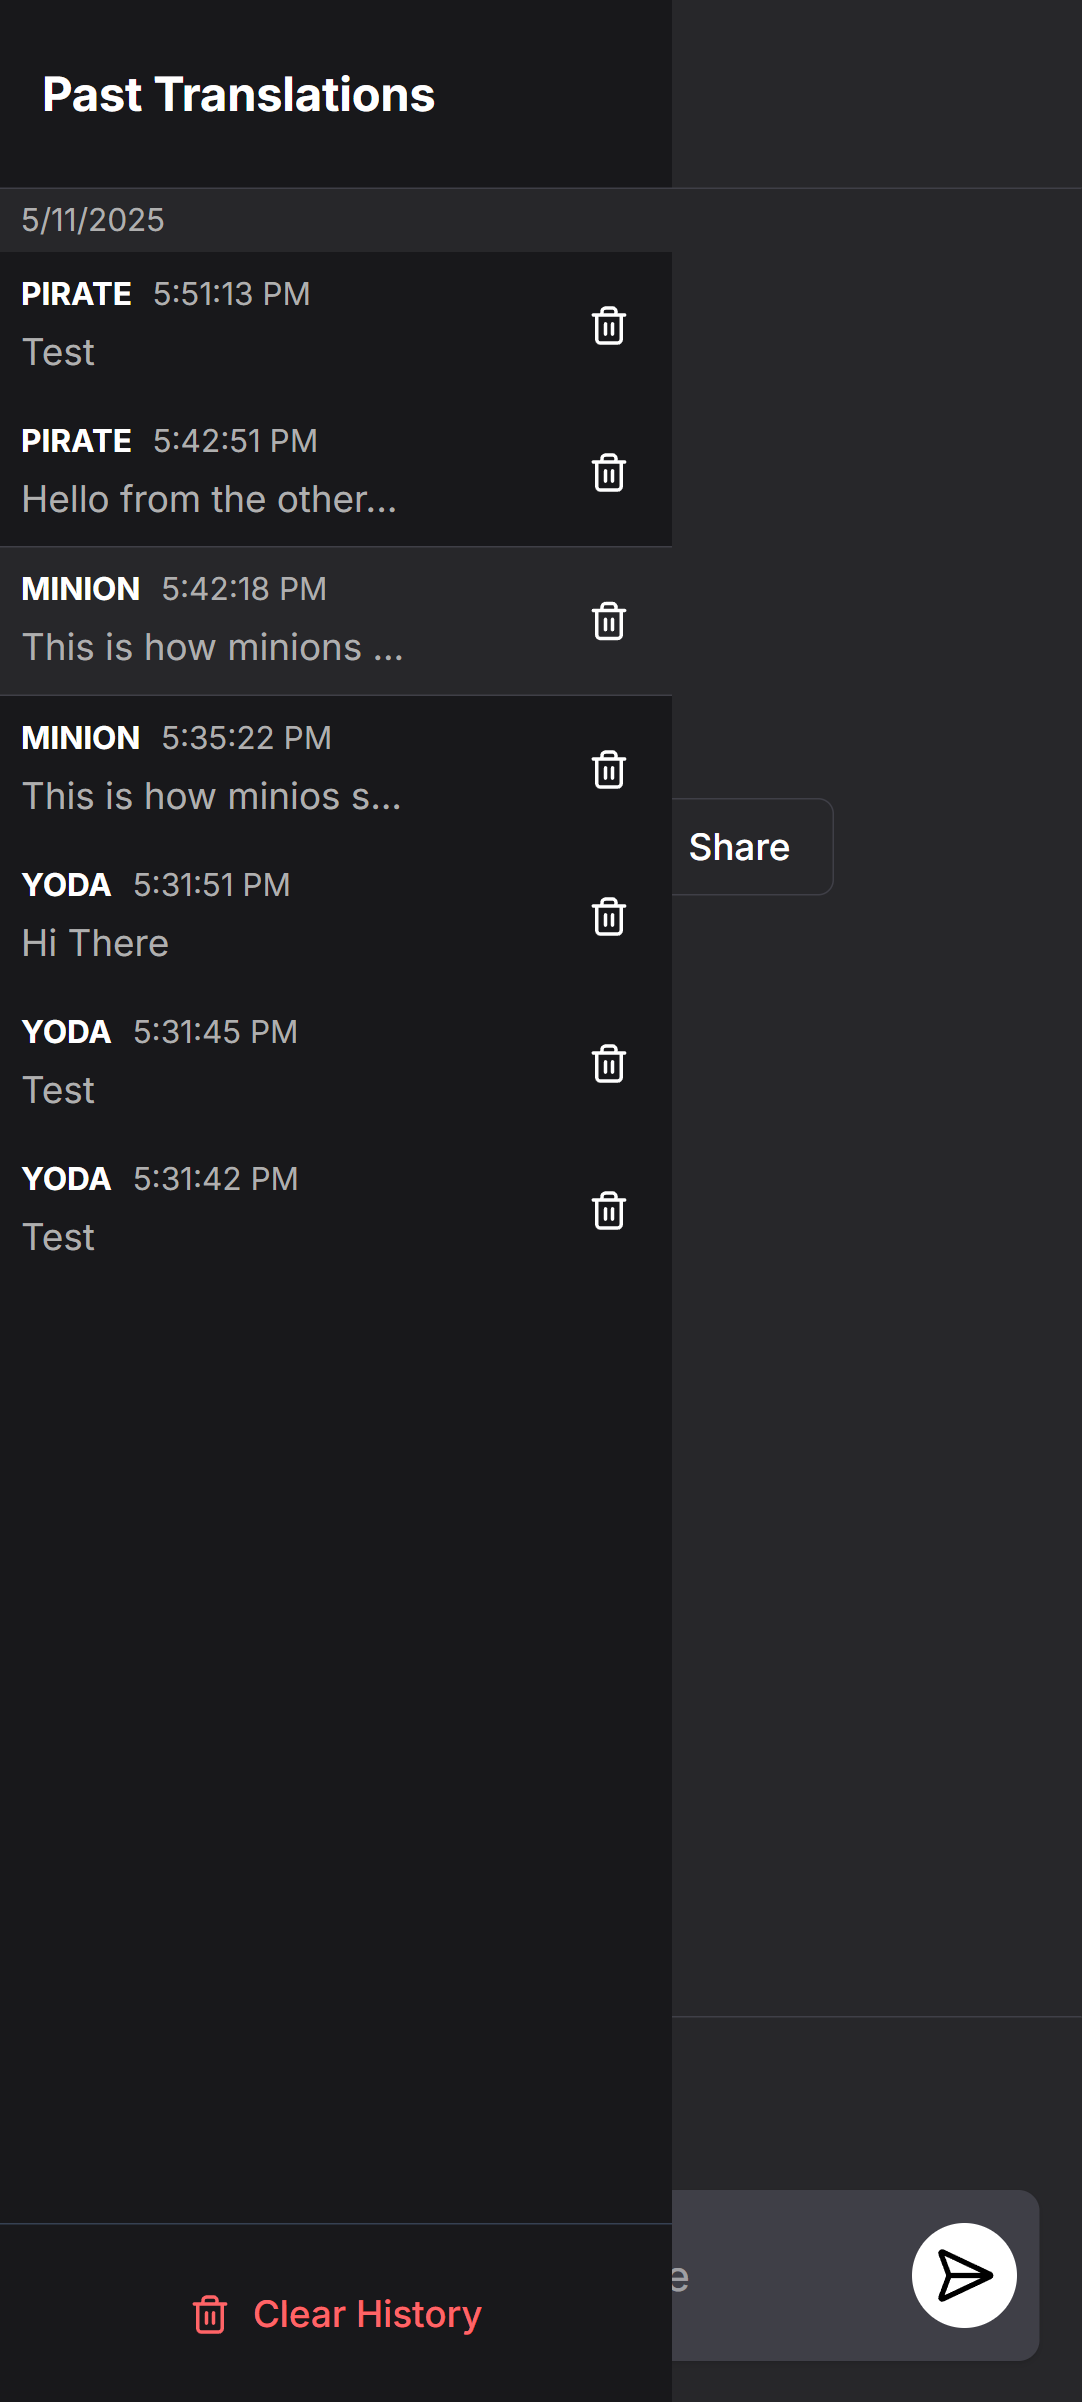 Past Translations
5/11/2025
PIRATE 5:51:13 PM
Test
PIRATE 5:42:51 PM
Hello from the other...
MINION 5:42:18 PM
This is how minions ...
MINION 5:35:22 PM
This is how minios s...
Share
YODA 5:31:51 PM
Hi There
YODA 5:31:45 PM
Test
YODA 5:31:42 PM
Test
e
Clear History